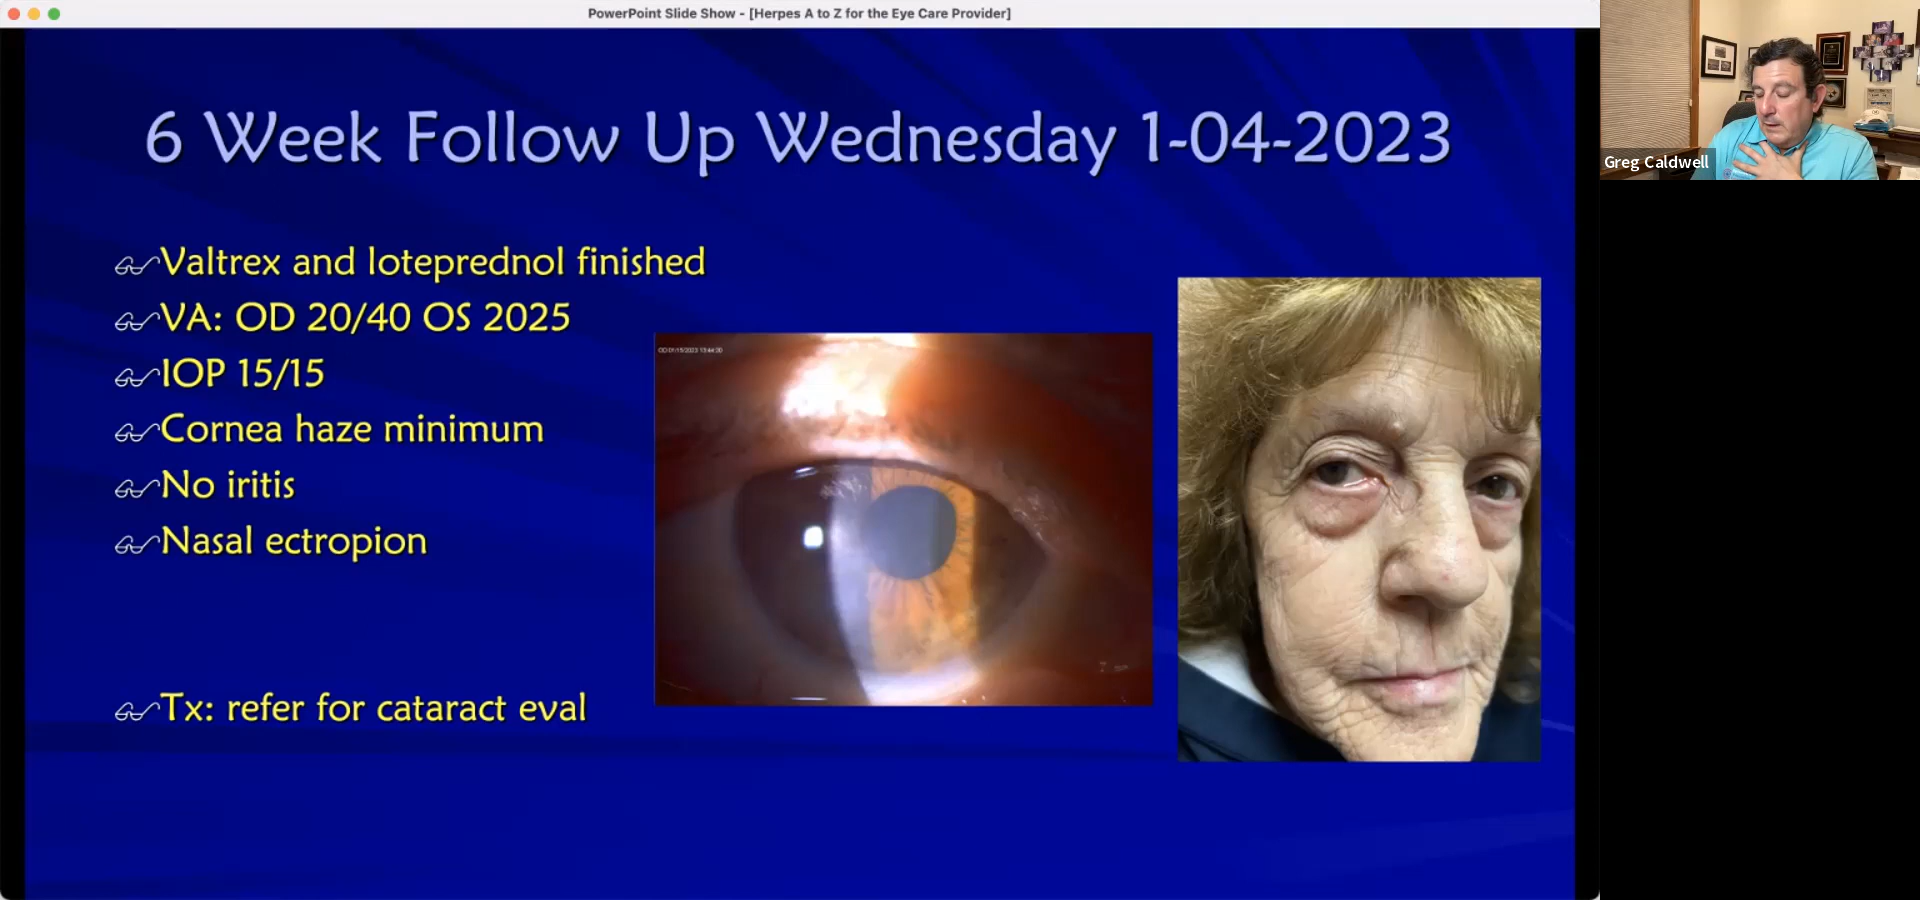 PowerPoint Slide Show - [Herpes A to Z for the Eye Care Provider]
6 Week Follow Up Wednesday 1-04-2023
Valtrex and loteprednol finished
VA: OD 20/40 OS 2025
IOP 15/15
Cornea haze minimum
No iritis
Nasal ectropion
Tx: refer for cataract eval
Greg Caldwell